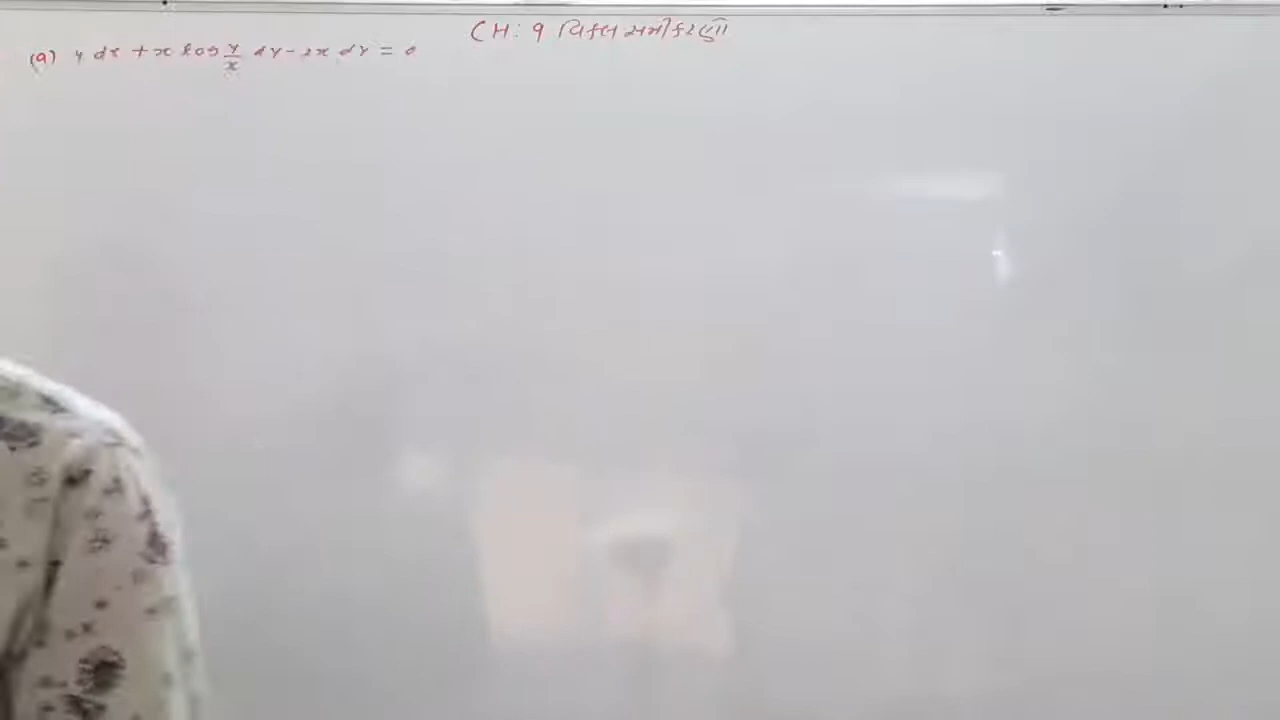 CH: 9 વિકલ સમીકરણો
(9) y dx + x log y/x dy - 2x dy = 0